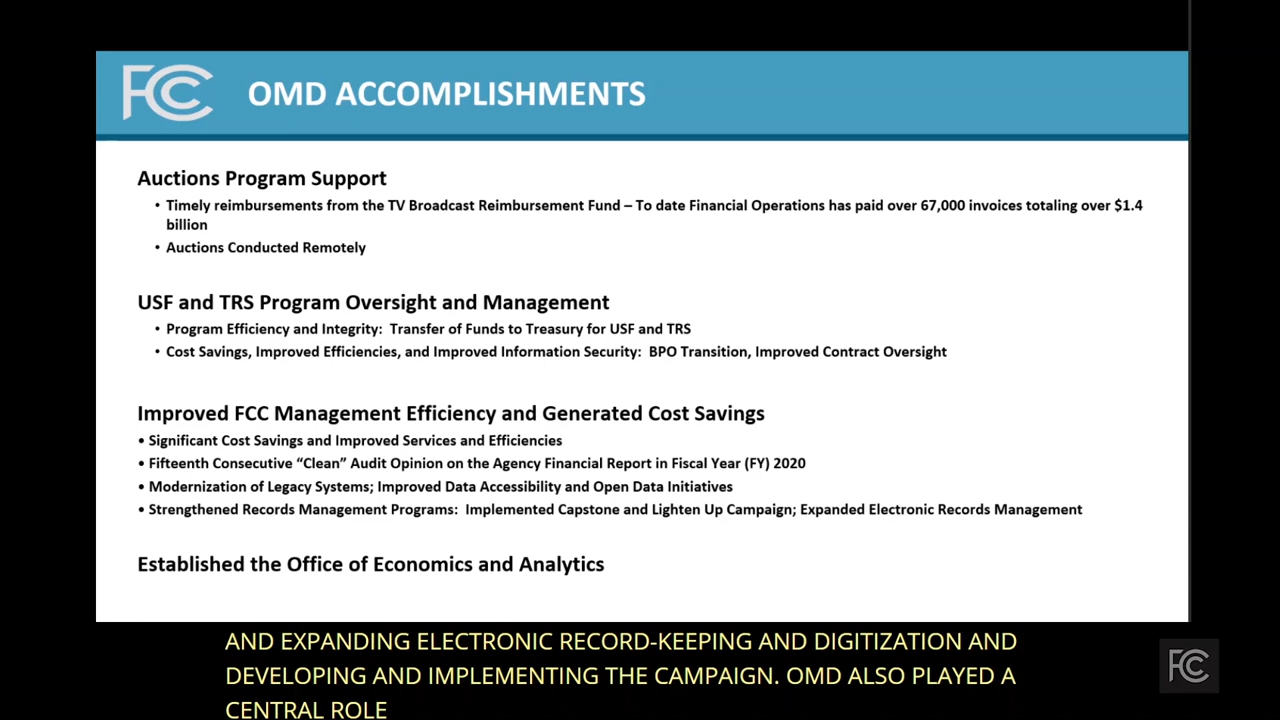 FCC OMD ACCOMPLISHMENTS
Auctions Program Support
• Timely reimbursements from the TV Broadcast Reimbursement Fund – To date Financial Operations has paid over 67,000 invoices totaling over $1.4
billion
• Auctions Conducted Remotely
USF and TRS Program Oversight and Management
• Program Efficiency and Integrity: Transfer of Funds to Treasury for USF and TRS
• Cost Savings, Improved Efficiencies, and Improved Information Security: BPO Transition, Improved Contract Oversight
Improved FCC Management Efficiency and Generated Cost Savings
• Significant Cost Savings and Improved Services and Efficiencies
• Fifteenth Consecutive “Clean” Audit Opinion on the Agency Financial Report in Fiscal Year (FY) 2020
• Modernization of Legacy Systems; Improved Data Accessibility and Open Data Initiatives
• Strengthened Records Management Programs: Implemented Capstone and Lighten Up Campaign; Expanded Electronic Records Management
Established the Office of Economics and Analytics
AND EXPANDING ELECTRONIC RECORD-KEEPING AND DIGITIZATION AND
DEVELOPING AND IMPLEMENTING THE CAMPAIGN. OMD ALSO PLAYED A
CENTRAL ROLE
FCC